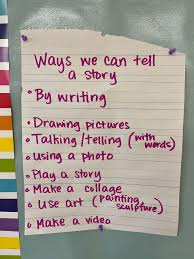 Ways we can tell
a story
• By writing
• Drawing pictures
• Talking/telling (with words)
• Using a photo
• Play a story
• Make a collage
• Use art (painting, sculpture)
• Make a video